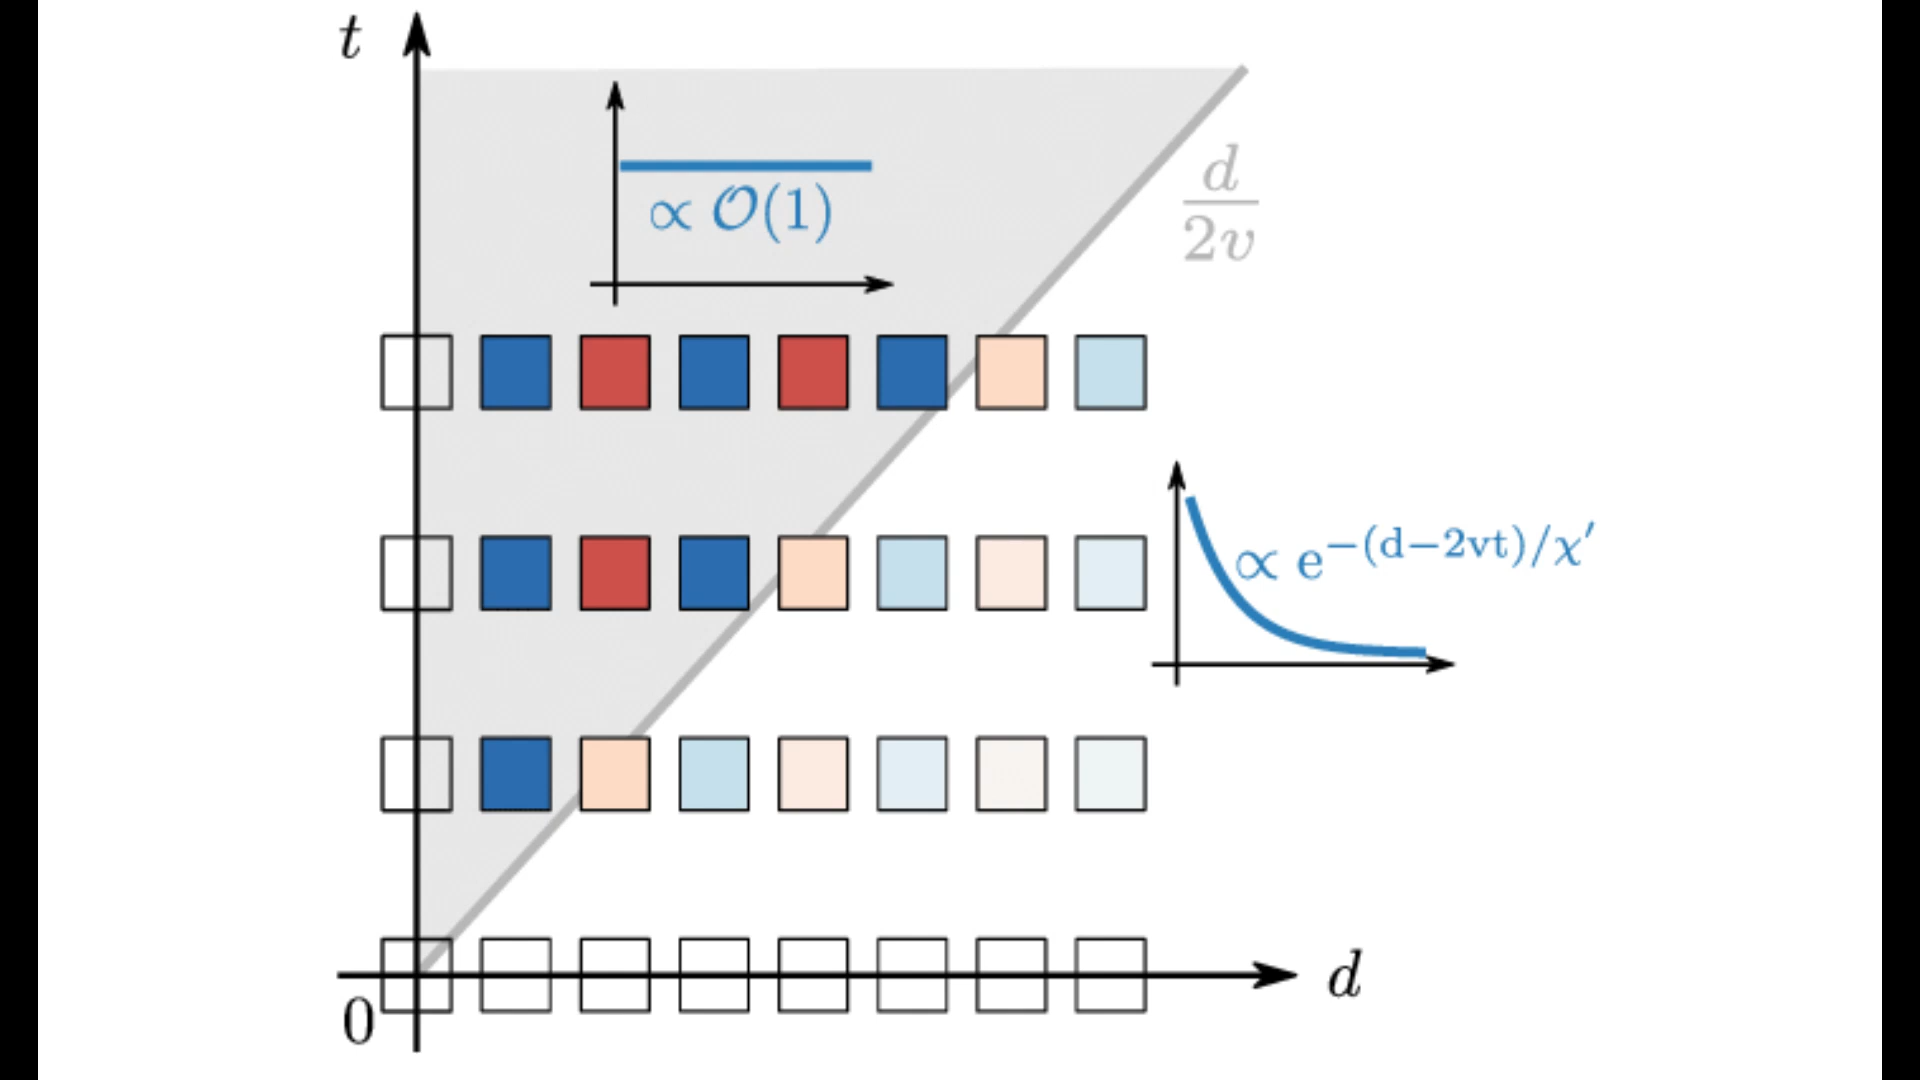 t
∝ 𝒪(1)
d
2v
∝ e^{−(d−2vt)/χ′}
d
0